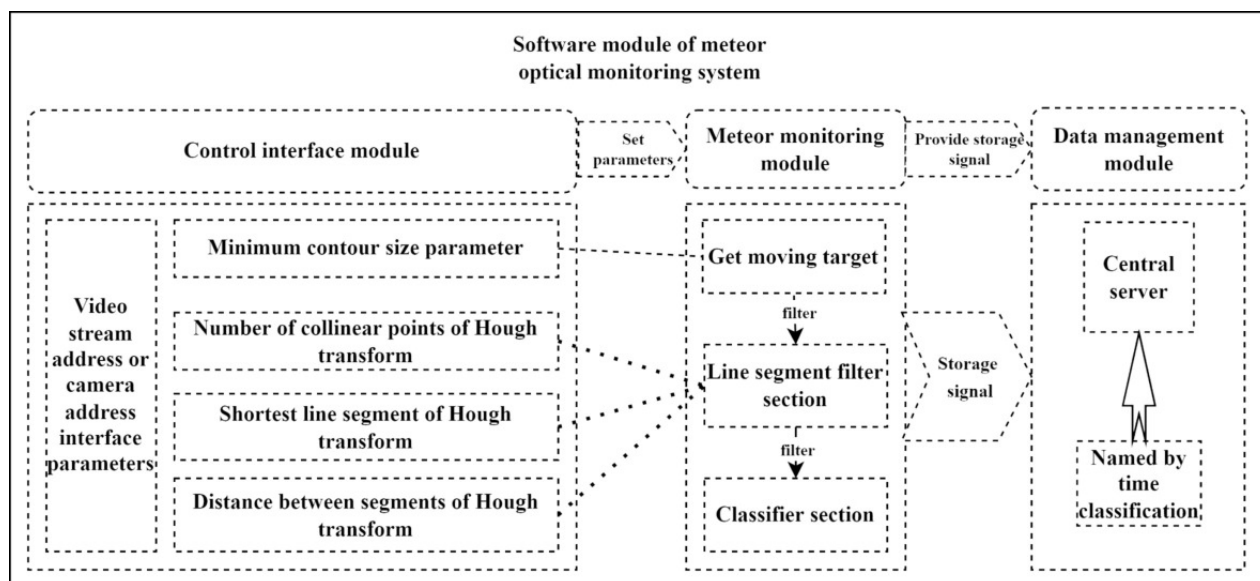 Software module of meteor
optical monitoring system
Control interface module
Set
parameters
Meteor monitoring
module
Provide storage
signal
Data management
module
Video
stream
address or
camera
address
interface
parameters
Minimum contour size parameter
Number of collinear points of Hough
transform
Shortest line segment of Hough
transform
Distance between segments of Hough
transform
Get moving target
filter
Line segment filter
section
filter
Classifier section
Storage
signal
Central
server
Named by
time
classification